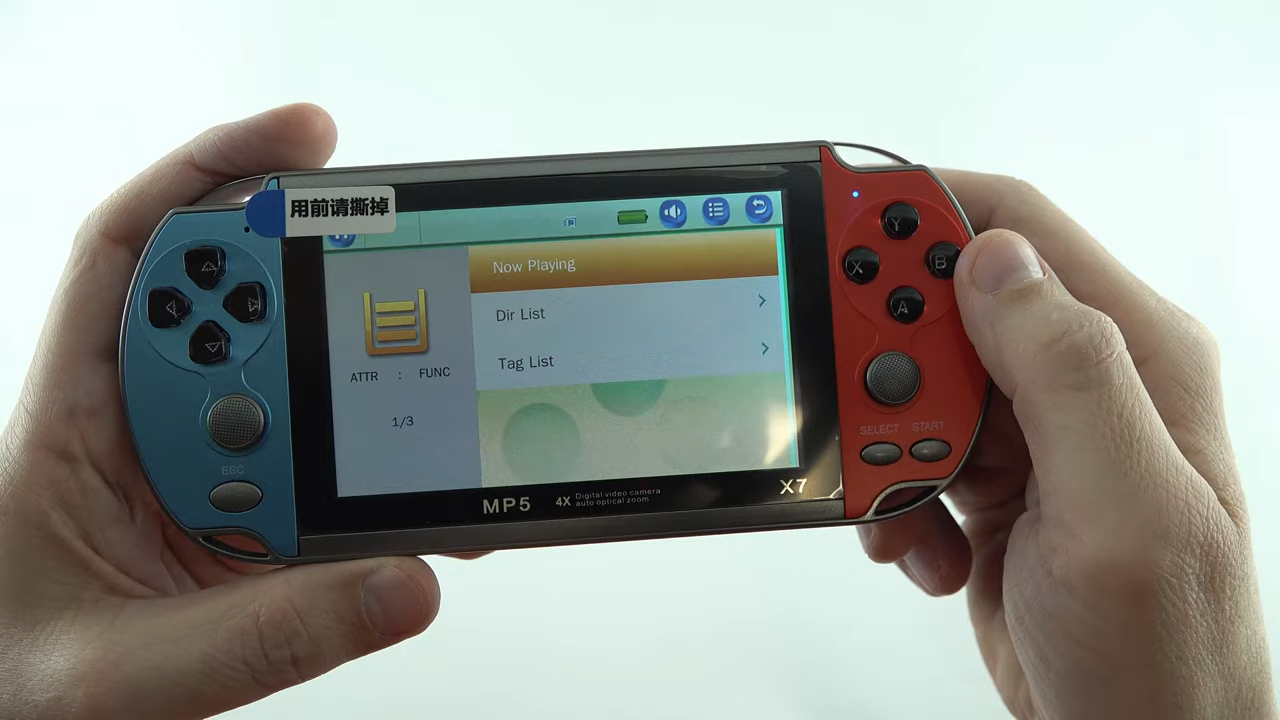 用前请撕掉
Now Playing
Dir List
Tag List
ATTR : FUNC
1/3
Y
X
B
A
SELECT START
ESC
MP5 4X Digital video camera
auto optical zoom
X7